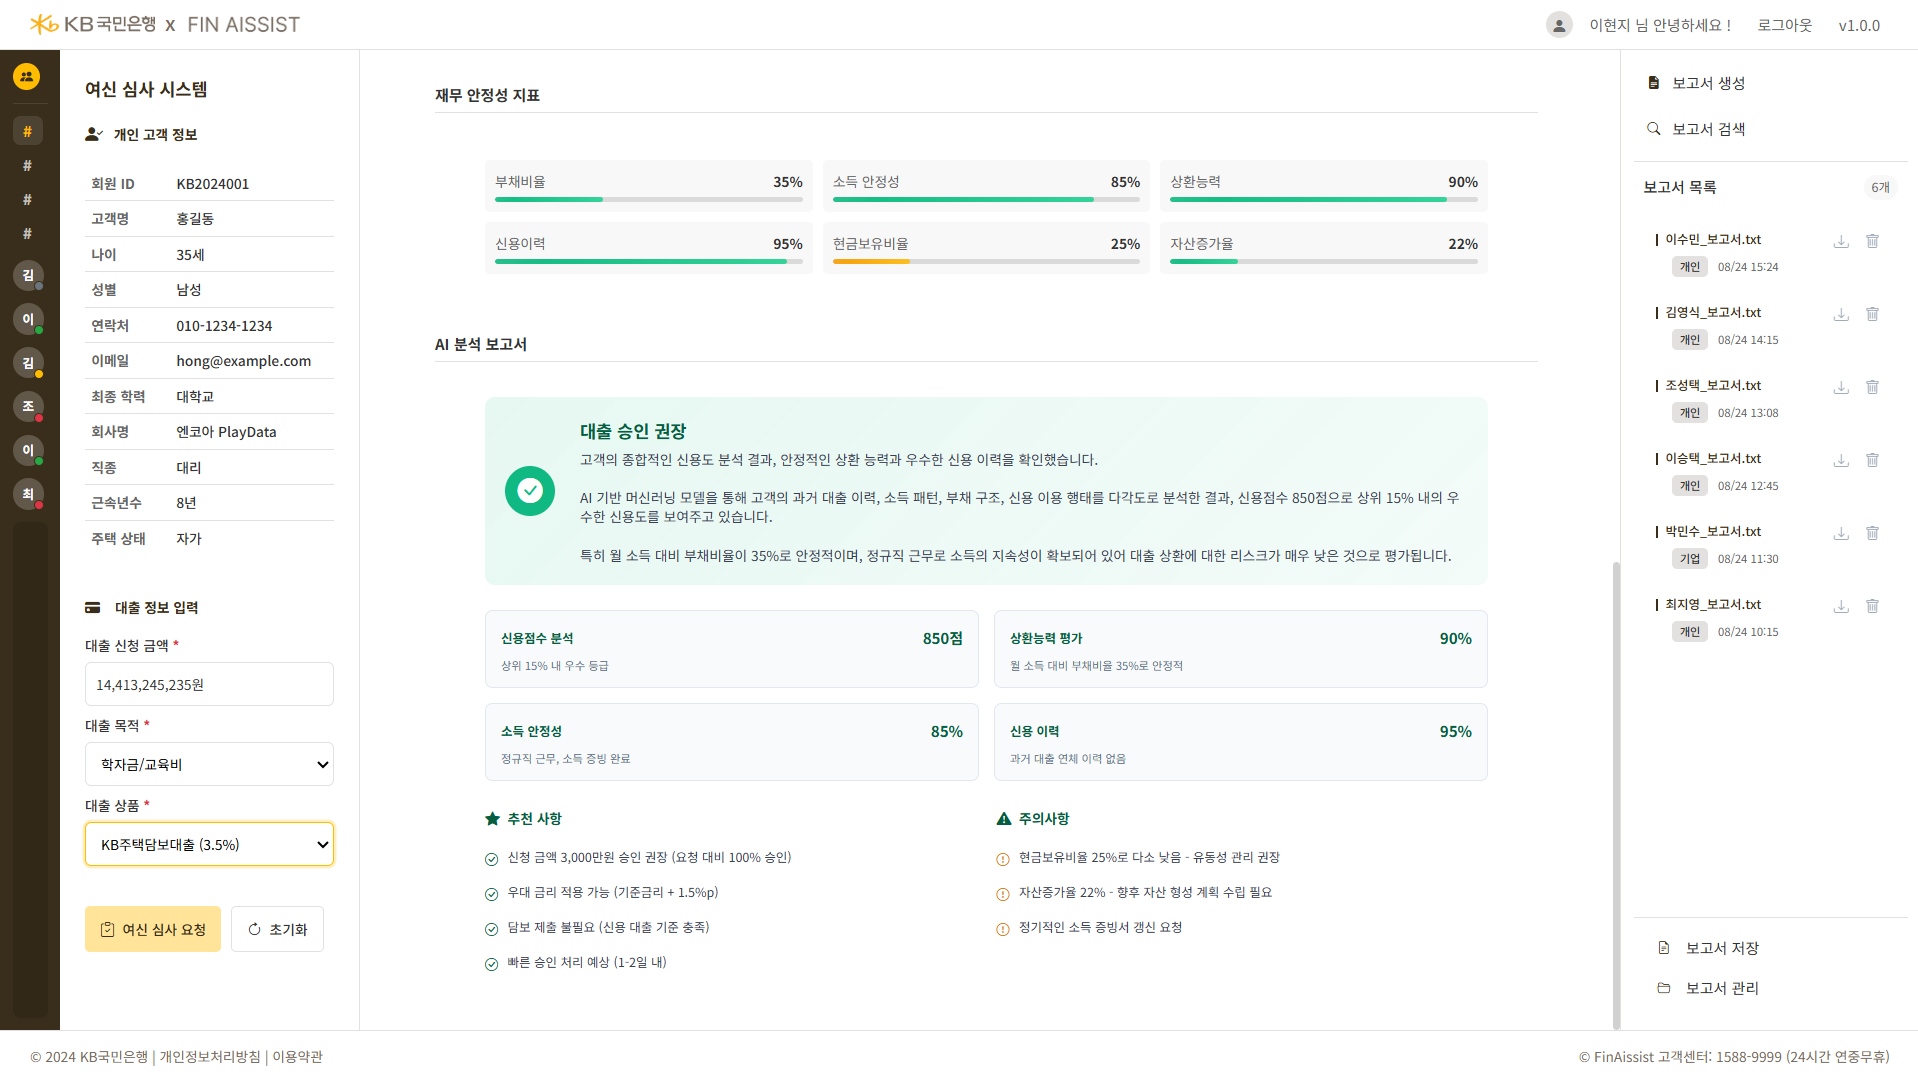 KB국민은행 x FIN AISSIST
이현지 님 안녕하세요 !
로그아웃
v1.0.0
#
#
#
#
김
이
김
조
이
최
여신 심사 시스템
개인 고객 정보
회원 ID KB2024001
고객명 홍길동
나이 35세
성별 남성
연락처 010-1234-1234
이메일 hong@example.com
최종 학력 대학교
회사명 엔코아 PlayData
직종 대리
근속년수 8년
주택 상태 자가
대출 정보 입력
대출 신청 금액 *
14,413,245,235원
대출 목적 *
학자금/교육비
대출 상품 *
KB주택담보대출 (3.5%)
여신 심사 요청
초기화
재무 안정성 지표
부채비율 35%
소득 안정성 85%
상환능력 90%
신용이력 95%
현금보유비율 25%
자산증가율 22%
AI 분석 보고서
대출 승인 권장
고객의 종합적인 신용도 분석 결과, 안정적인 상환 능력과 우수한 신용 이력을 확인했습니다.
AI 기반 머신러닝 모델을 통해 고객의 과거 대출 이력, 소득 패턴, 부채 구조, 신용 이용 행태를 다각도로 분석한 결과, 신용점수 850점으로 상위 15% 내의 우
수한 신용도를 보여주고 있습니다.
특히 월 소득 대비 부채비율이 35%로 안정적이며, 정규직 근무로 소득의 지속성이 확보되어 있어 대출 상환에 대한 리스크가 매우 낮은 것으로 평가됩니다.
신용점수 분석 850점
상위 15% 내 우수 등급
상환능력 평가 90%
월 소득 대비 부채비율 35%로 안정적
소득 안정성 85%
정규직 근무, 소득 증빙 완료
신용 이력 95%
과거 대출 연체 이력 없음
추천 사항
신청 금액 3,000만원 승인 권장 (요청 대비 100% 승인)
우대 금리 적용 가능 (기준금리 + 1.5%p)
담보 제출 불필요 (신용 대출 기준 충족)
빠른 승인 처리 예상 (1-2일 내)
주의사항
현금보유비율 25%로 다소 낮음 - 유동성 관리 권장
자산증가율 22% - 향후 자산 형성 계획 수립 필요
정기적인 소득 증빙서 갱신 요청
보고서 생성
보고서 검색
보고서 목록 6개
이수민_보고서.txt
개인 08/24 15:24
김영식_보고서.txt
개인 08/24 14:15
조성택_보고서.txt
개인 08/24 13:08
이승택_보고서.txt
개인 08/24 12:45
박민수_보고서.txt
기업 08/24 11:30
최지영_보고서.txt
개인 08/24 10:15
보고서 저장
보고서 관리
© 2024 KB국민은행 | 개인정보처리방침 | 이용약관
© FinAissist 고객센터: 1588-9999 (24시간 연중무휴)